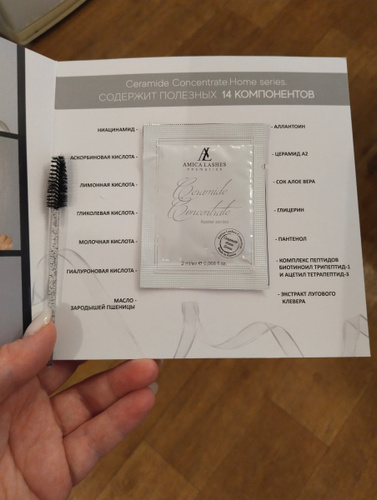 Ceramide Concentrate Home series
СОДЕРЖИТ ПОЛЕЗНЫХ 14 КОМПОНЕНТОВ
НИАЦИНАМИД -
АСКОРБИНОВАЯ КИСЛОТА -
ЛИМОННАЯ КИСЛОТА -
ГЛИКОЛЕВАЯ КИСЛОТА -
МОЛОЧНАЯ КИСЛОТА -
ГИАЛУРОНОВАЯ КИСЛОТА -
МАСЛО -
ЗАРОДЫШЕЙ ПШЕНИЦЫ
AMICA LASHES
Ceramide
Concentrate
home series
- АЛЛАНТОИН
- ЦЕРАМИД А2
- СОК АЛОЕ ВЕРА
- ГЛИЦЕРИН
- ПАНТЕНОЛ
- КОМПЛЕКС ПЕПТИДОВ
БИОТИНОИЛ ТРИПЕПТИД-1
И АЦЕТИЛ ТЕТРАПЕПТИД-3
- ЭКСТРАКТ ЛУГОВОГО
КЛЕВЕРА